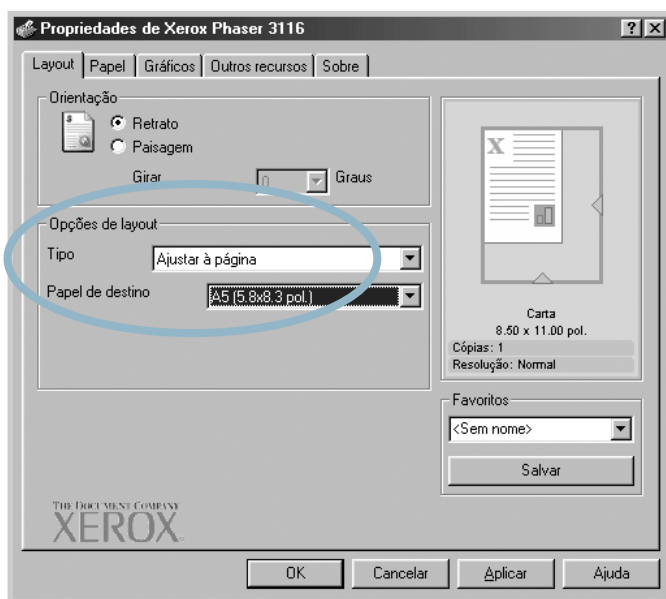 Propriedades de Xerox Phaser 3116
Layout Papel Gráficos Outros recursos Sobre
Orientação
Retrato
Paisagem
Girar 0 Graus
Opções de layout
Tipo Ajustar à página
Papel de destino A5 (5.8x8.3 pol.)
X
Carta
8.50 x 11.00 pol.
Cópias: 1
Resolução: Normal
Favoritos
<Sem nome>
Salvar
THE DOCUMENT COMPANY
XEROX
OK Cancelar Aplicar Ajuda